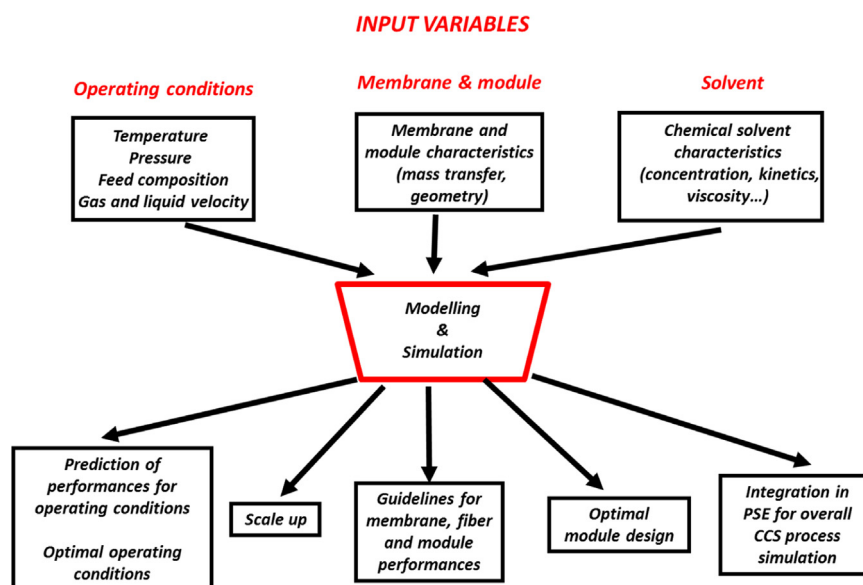 INPUT VARIABLES
Operating conditions
Membrane & module
Solvent
Temperature
Pressure
Feed composition
Gas and liquid velocity
Membrane and
module characteristics
(mass transfer,
geometry)
Chemical solvent
characteristics
(concentration, kinetics,
viscosity...)
Modelling
&
Simulation
Prediction of
performances for
operating conditions
Optimal operating
conditions
Scale up
Guidelines for
membrane, fiber
and module
performances
Optimal
module design
Integration in
PSE for overall
CCS process
simulation